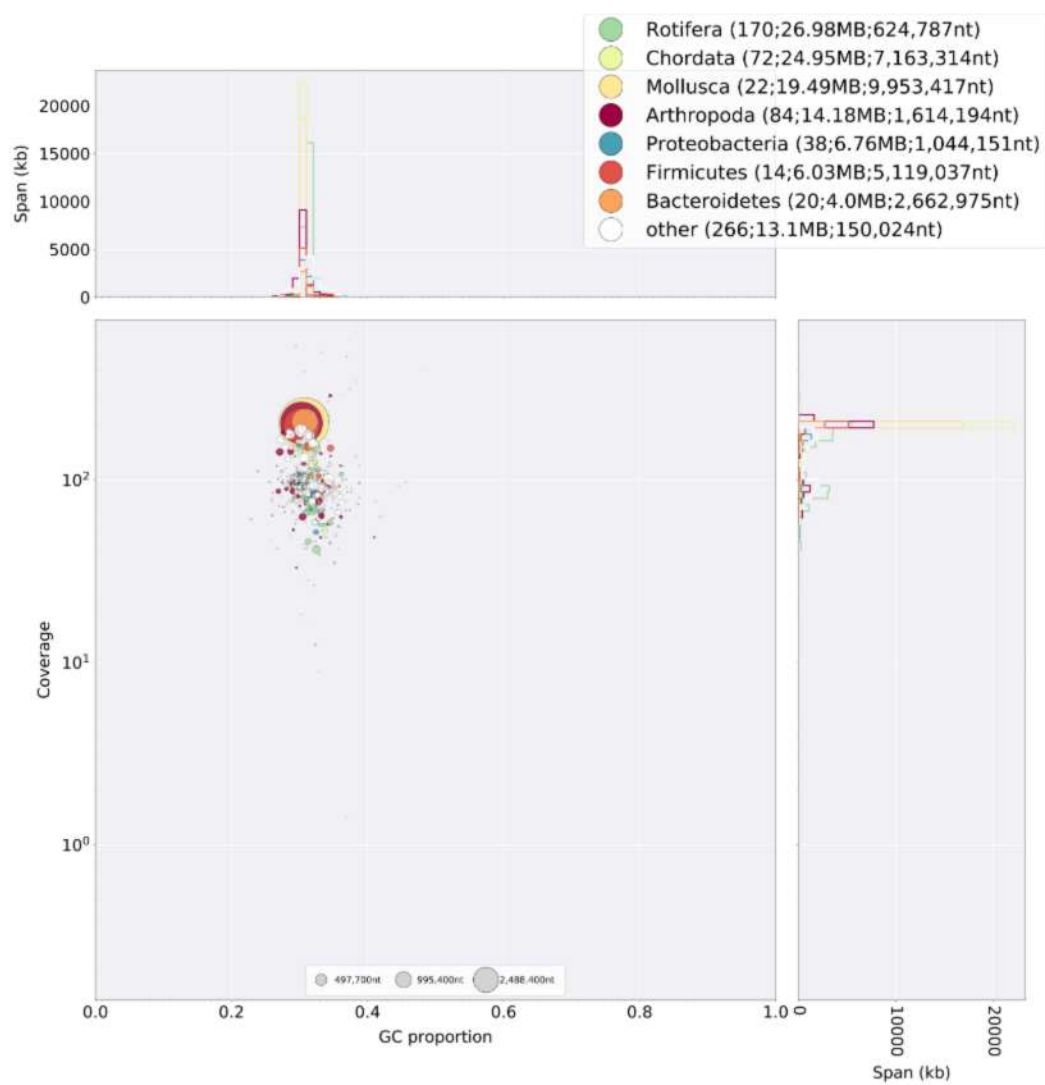 Rotifera (170;26.98MB;624,787nt)
Chordata (72;24.95MB;7,163,314nt)
Mollusca (22;19.49MB;9,953,417nt)
Arthropoda (84;14.18MB;1,614,194nt)
Proteobacteria (38;6.76MB;1,044,151nt)
Firmicutes (14;6.03MB;5,119,037nt)
Bacteroidetes (20;4.0MB;2,662,975nt)
other (266;13.1MB;150,024nt)
Span (kb)
20000
15000
10000
5000
0
Coverage
10²
10¹
10⁰
497,700nt 995,400nt 2,488,400nt
0.0 0.2 0.4 0.6 0.8 1.0
GC proportion
0 10000 20000
Span (kb)